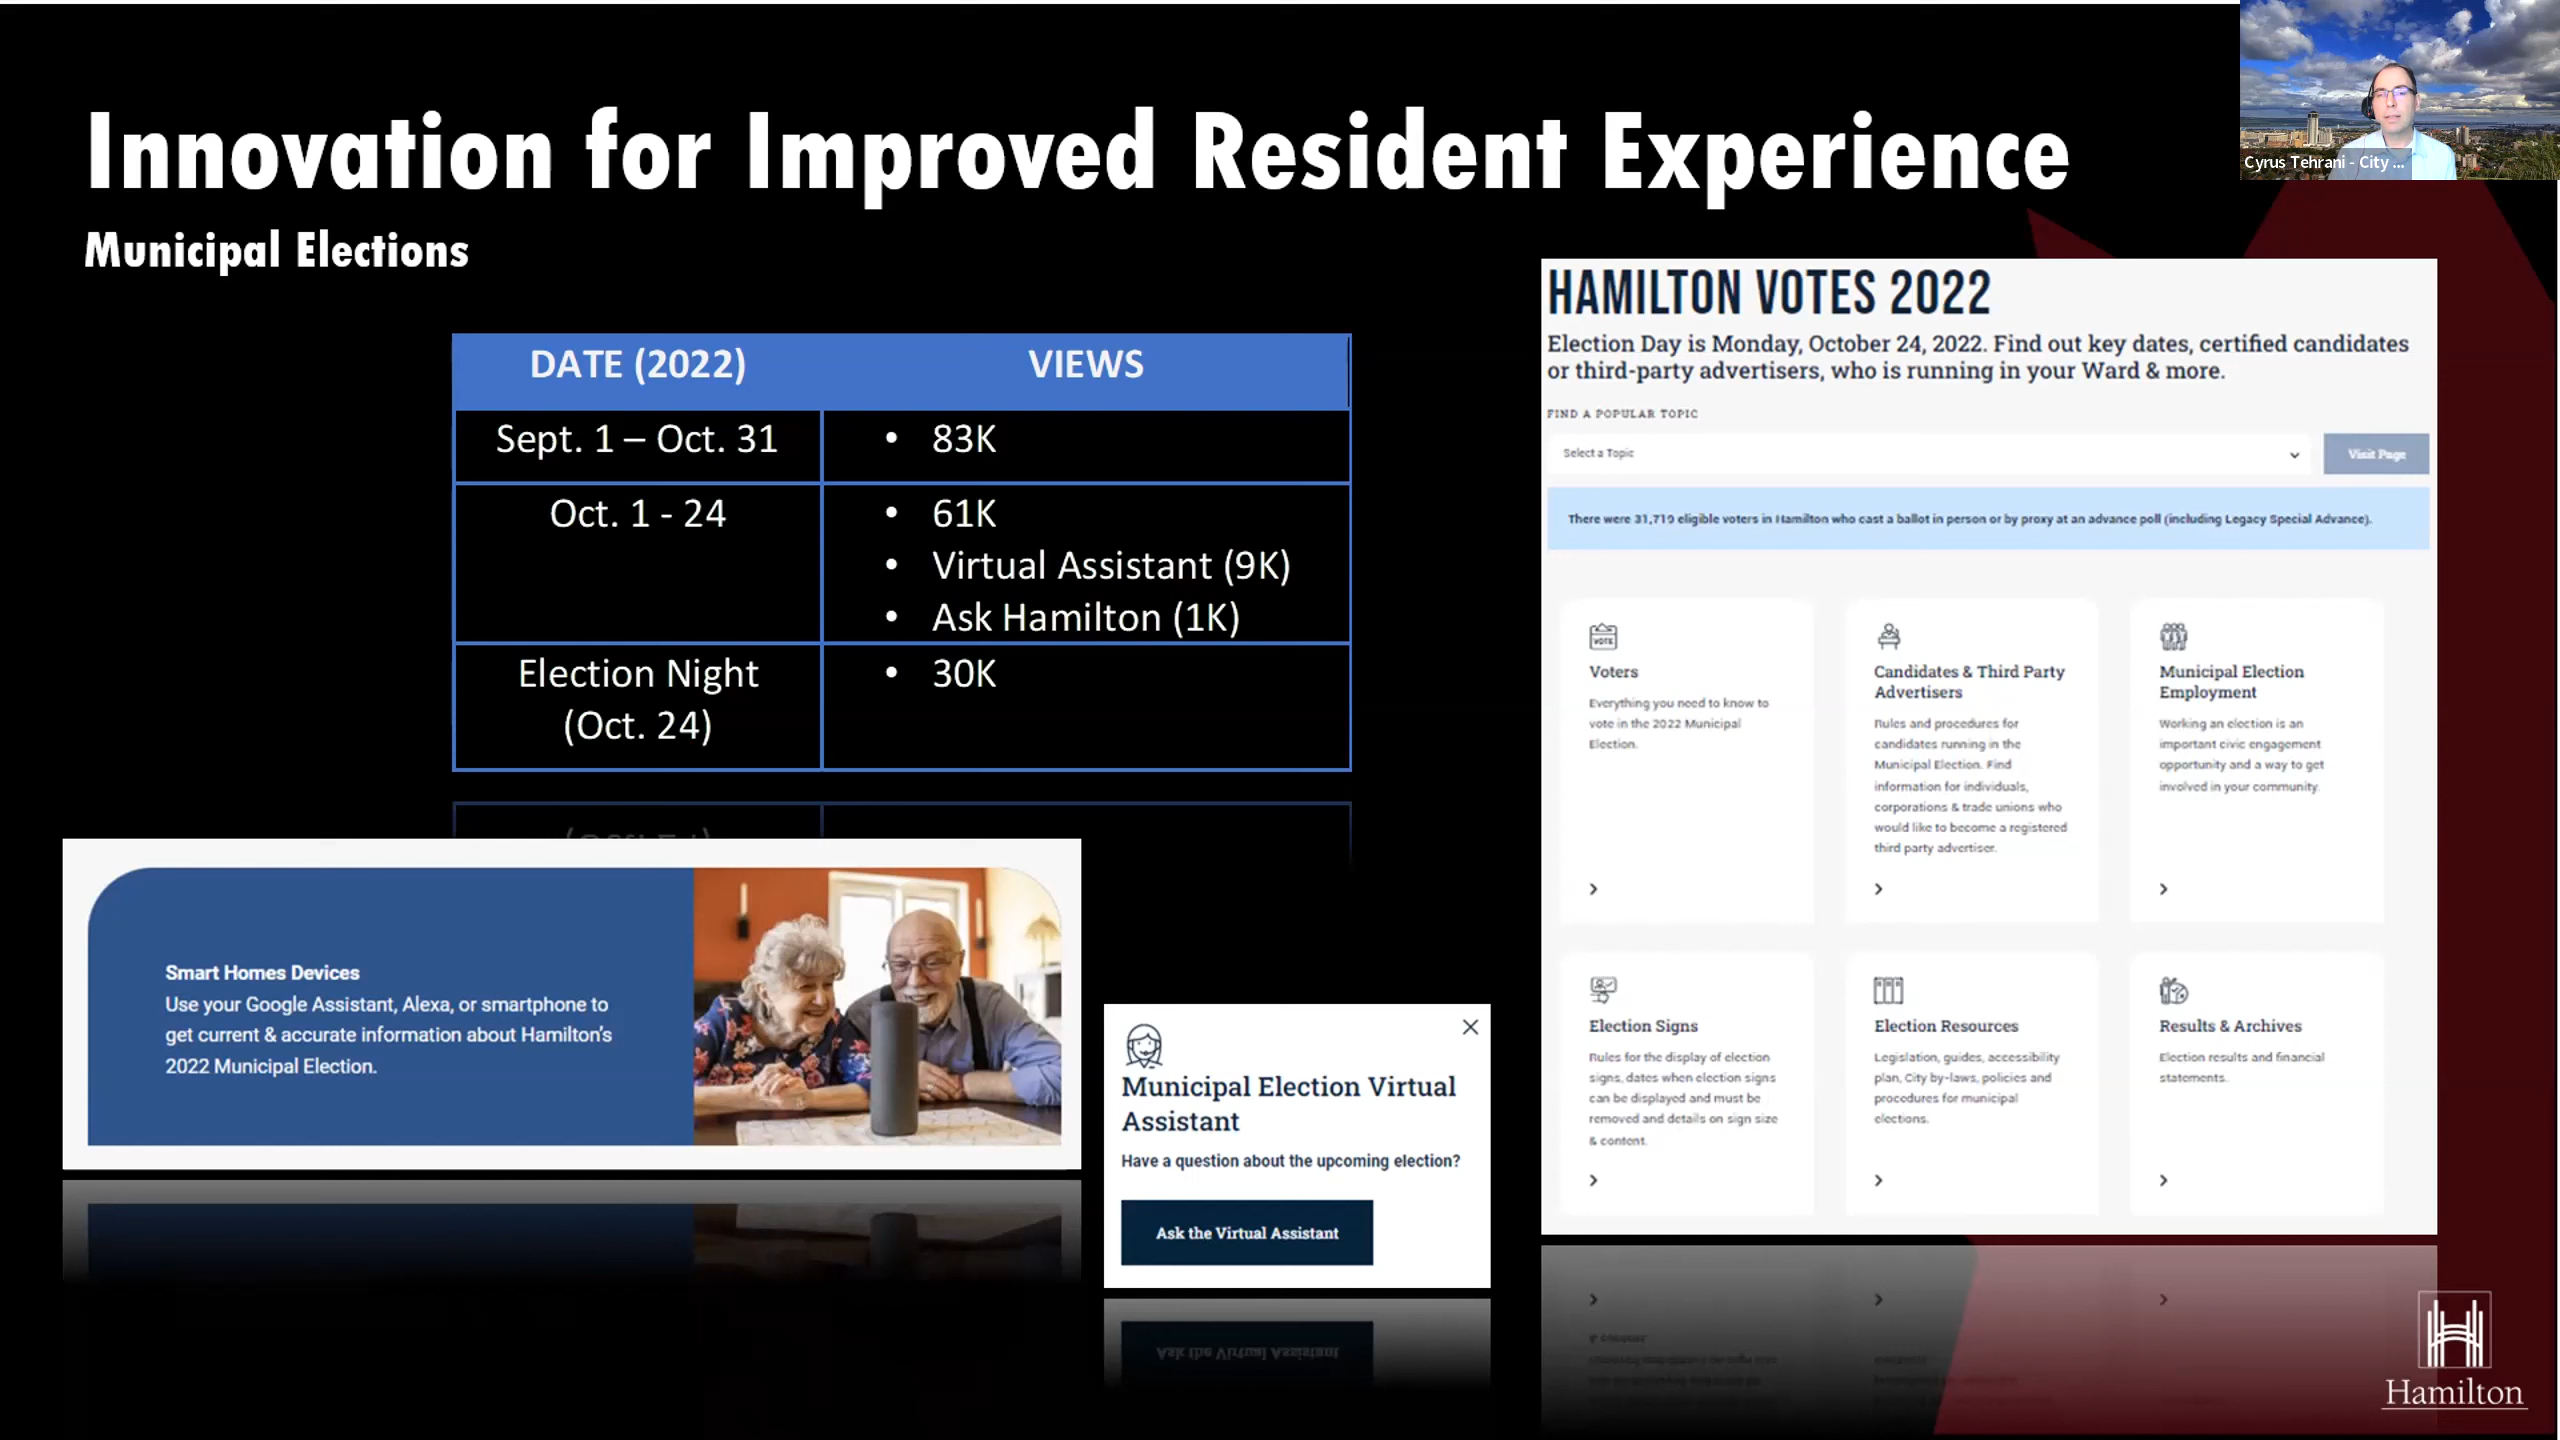 Innovation for Improved Resident Experience
Cyrus Tehrani - City ...
Municipal Elections
DATE (2022)
VIEWS
Sept. 1 – Oct. 31
• 83K
Oct. 1 - 24
• 61K
• Virtual Assistant (9K)
• Ask Hamilton (1K)
Election Night
(Oct. 24)
• 30K
Smart Homes Devices
Use your Google Assistant, Alexa, or smartphone to
get current & accurate information about Hamilton's
2022 Municipal Election.
Municipal Election Virtual
Assistant
Have a question about the upcoming election?
Ask the Virtual Assistant
HAMILTON VOTES 2022
Election Day is Monday, October 24, 2022. Find out key dates, certified candidates
or third-party advertisers, who is running in your Ward & more.
FIND A POPULAR TOPIC
Select a Topic
Visit Page
There were 31,719 eligible voters in Hamilton who cast a ballot in person or by proxy at an advance poll (including Legacy Special Advance).
VOTE
Voters
Everything you need to know to
vote in the 2022 Municipal
Election.
Candidates & Third Party
Advertisers
Rules and procedures for
candidates running in the
Municipal Election. Find
information for individuals,
corporations & trade unions who
would like to become a registered
third party advertiser.
Municipal Election
Employment
Working an election is an
important civic engagement
opportunity and a way to get
involved in your community.
Election Signs
Rules for the display of election
signs, dates when election signs
can be displayed and must be
removed and details on sign size
& content.
Election Resources
Legislation, guides, accessibility
plan, City by-laws, policies and
procedures for municipal
elections.
Results & Archives
Election results and financial
statements.
Hamilton